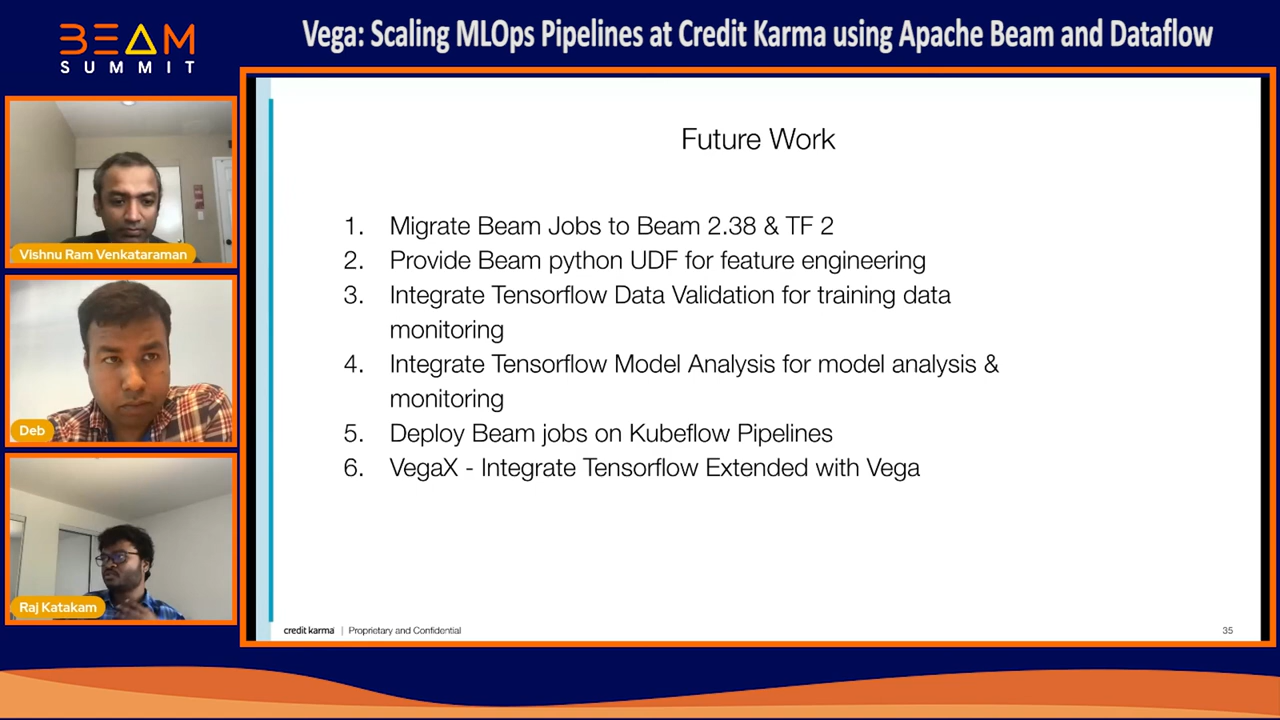 BEAM
SUMMIT
Vega: Scaling MLOps Pipelines at Credit Karma using Apache Beam and Dataflow
Vishnu Ram Venkataraman
Deb
Raj Katakam
Future Work
1. Migrate Beam Jobs to Beam 2.38 & TF 2
2. Provide Beam python UDF for feature engineering
3. Integrate Tensorflow Data Validation for training data
monitoring
4. Integrate Tensorflow Model Analysis for model analysis &
monitoring
5. Deploy Beam jobs on Kubeflow Pipelines
6. VegaX - Integrate Tensorflow Extended with Vega
credit karma | Proprietary and Confidential
35